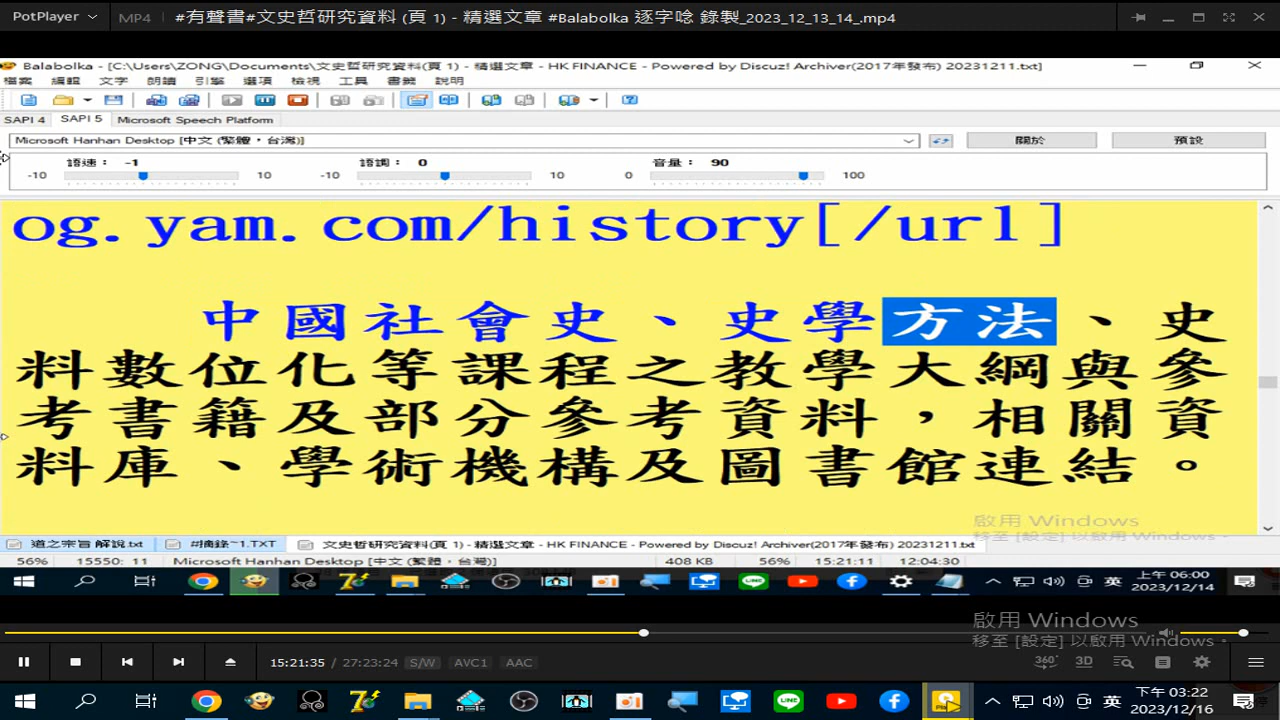 PotPlayer MP4 #有聲書#文史哲研究資料 (頁 1) - 精選文章 #Balabolka 逐字唸 錄製_2023_12_13_14_.mp4
Balabolka - [C:\Users\ZONG\Documents\文史哲研究資料(頁 1) - 精選文章 - HK FINANCE - Powered by Discuz! Archiver(2017年發布) 20231211.txt]
檔案 編輯 文字 朗讀 引擎 選項 檢視 工具 書籤 說明
SAPI 4 SAPI 5 Microsoft Speech Platform
Microsoft Hanhan Desktop [中文 (繁體，台灣)] 關於 預設
語速： -1 語調： 0 音量： 90
-10 10 -10 10 0 100
og.yam.com/history[/url]
中國社會史、史學方法、史
料數位化等課程之教學大綱與參
考書籍及部分參考資料，相關資
料庫、學術機構及圖書館連結。
啟用 Windows
移至 [設定] 以啟用 Windows。
道之宗旨 解說.txt #摘錄~1.TXT 文史哲研究資料(頁 1) - 精選文章 - HK FINANCE - Powered by Discuz! Archiver(2017年發布) 20231211.txt
56% 15550: 11 Microsoft Hanhan Desktop [中文 (繁體，台灣)] 408 KB 56% 15:21:11 12:04:30
英 上午 06:00
2023/12/14
啟用 Windows
移至 [設定] 以啟用 Windows。
15:21:35 / 27:23:24 S/W AVC1 AAC 360° 3D
英 下午 03:22
2023/12/16